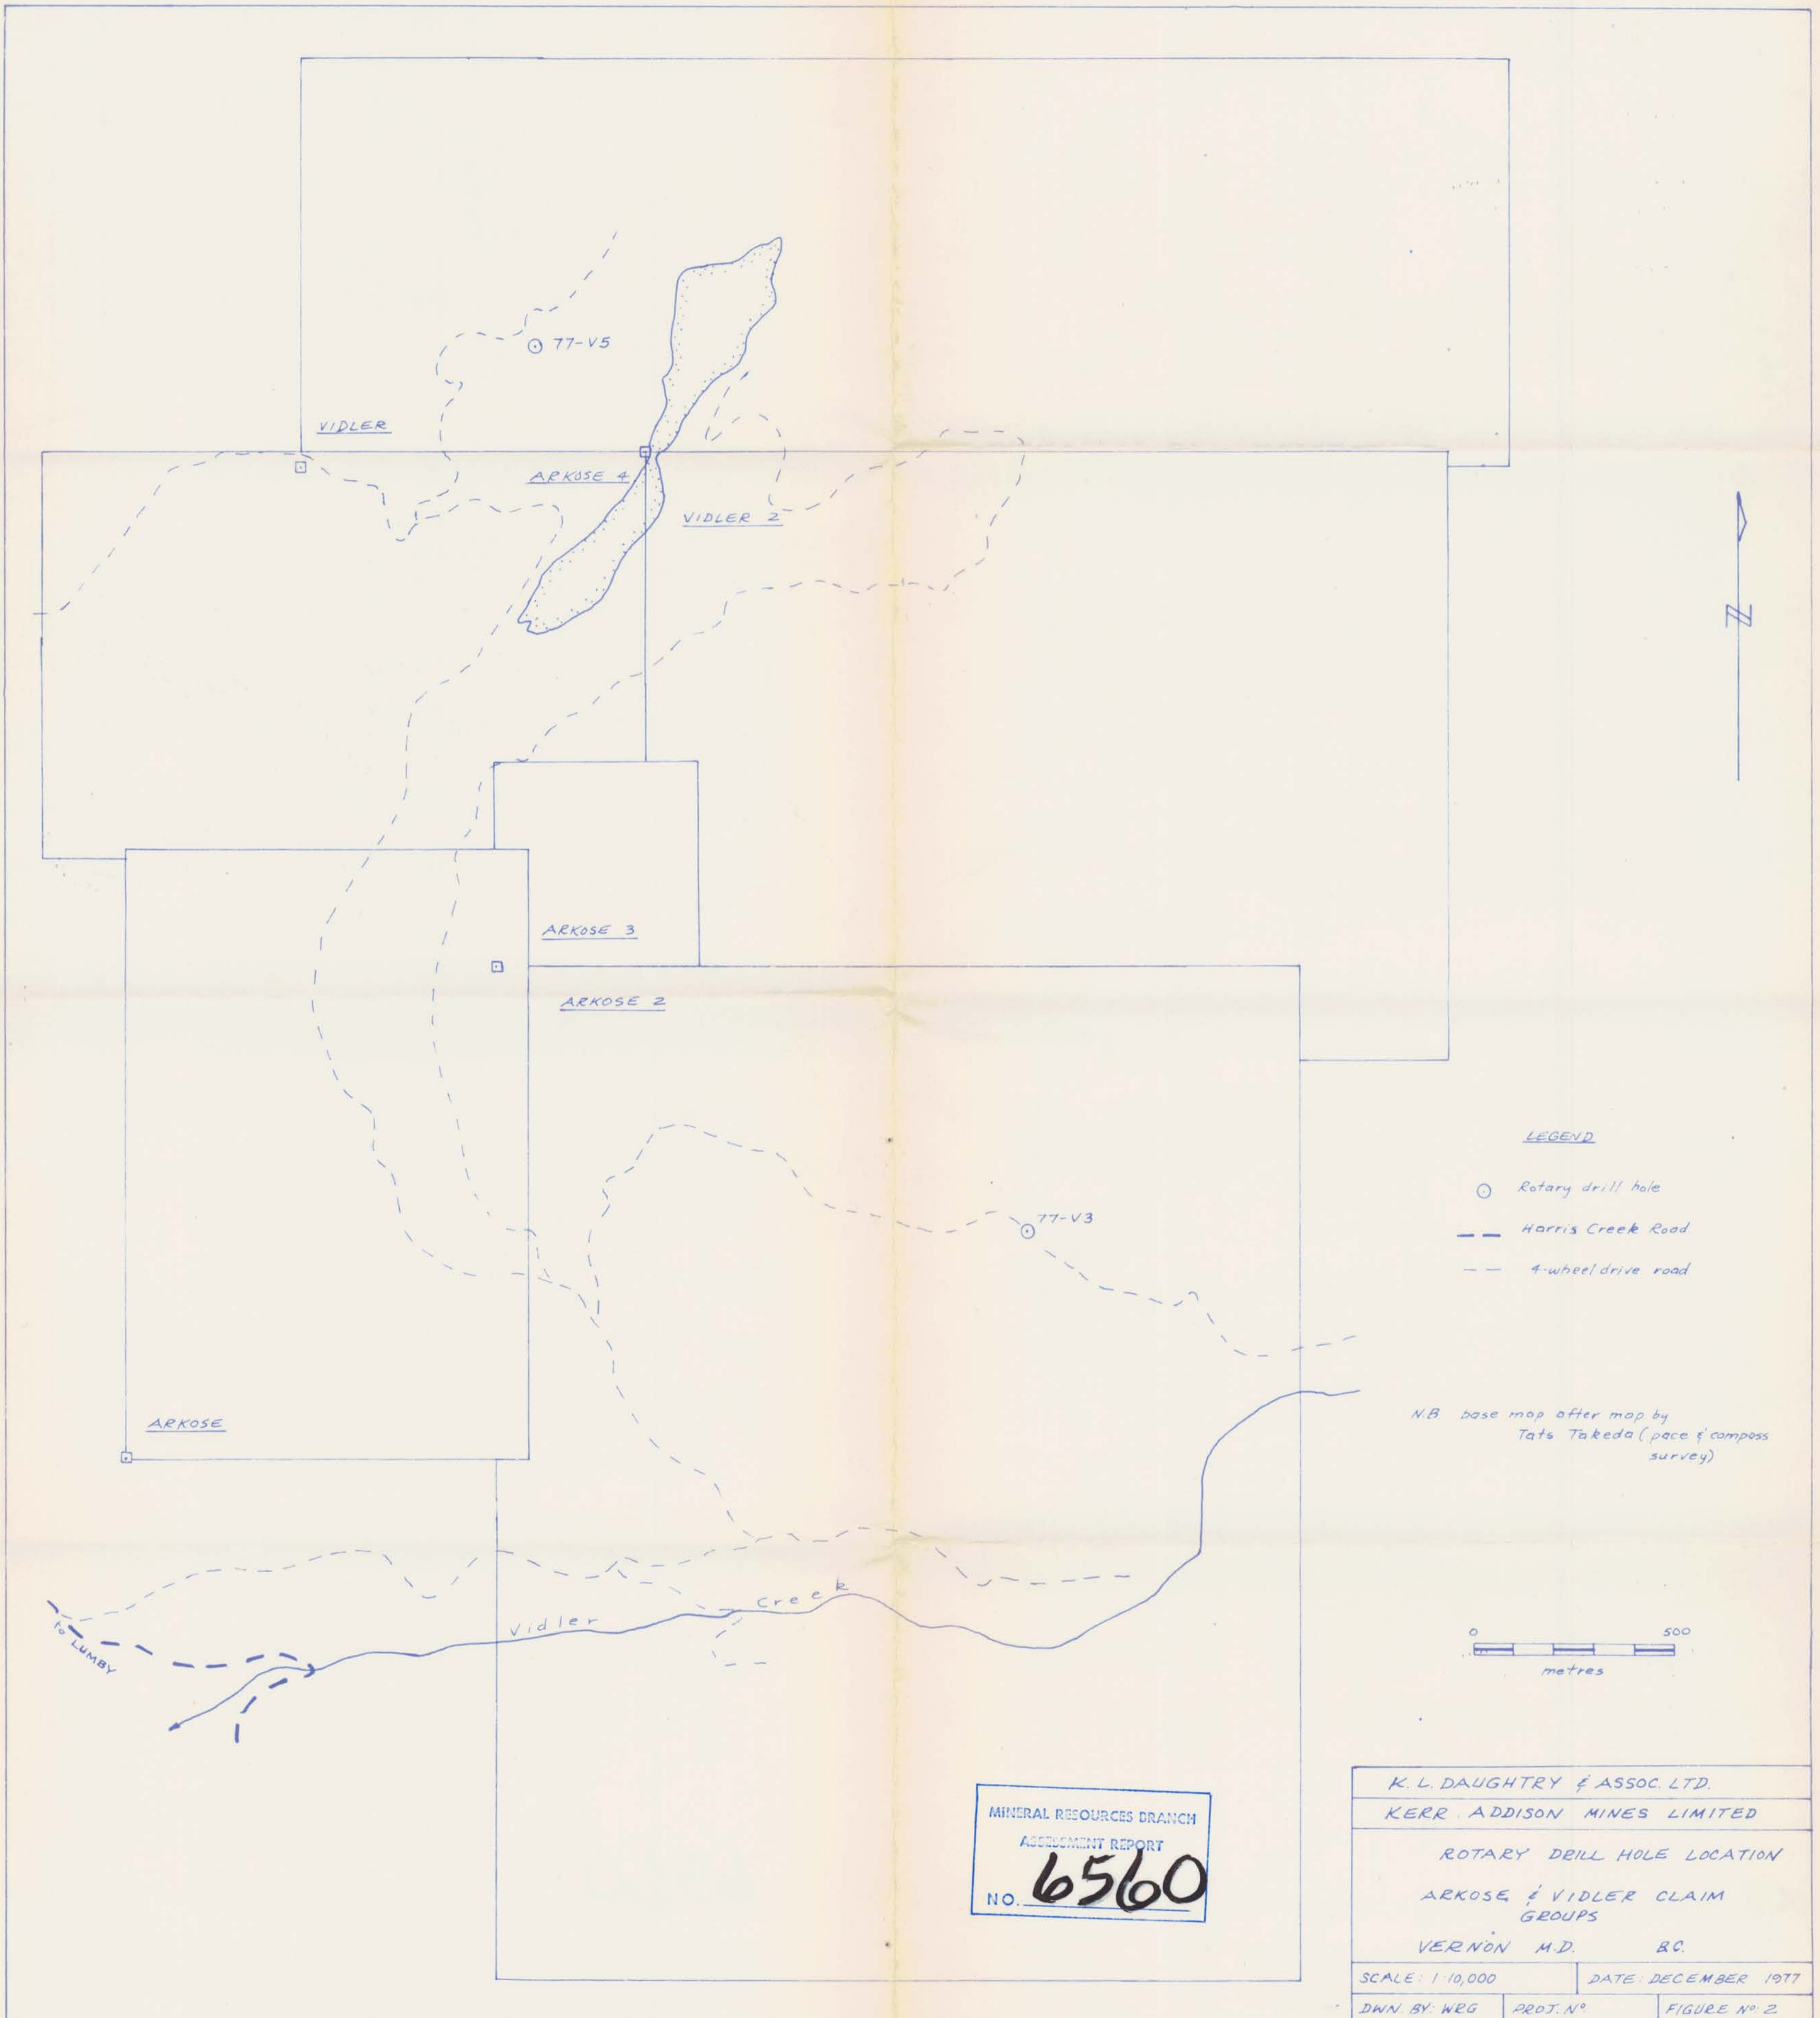 77-V5
VIDLER
ARKOSE 4
VIDLER 2
N
ARKOSE 3
ARKOSE 2
LEGEND
77-V3
Rotary drill hole
Harris Creek Road
4-wheel drive road
ARKOSE
N.B base map after map by
Tats Takeda (pace & compass
survey)
Vidler Creek
to LUMBY
0 500
metres
MINERAL RESOURCES BRANCH
ASSESSMENT REPORT
NO. 6560
K. L. DAUGHTRY & ASSOC. LTD.
KERR ADDISON MINES LIMITED
ROTARY DRILL HOLE LOCATION
ARKOSE & VIDLER CLAIM
GROUPS
VERNON M.D. B.C.
SCALE: 1:10,000 DATE: DECEMBER 1977
DWN. BY: WRG PROJ. Nº FIGURE Nº: 2